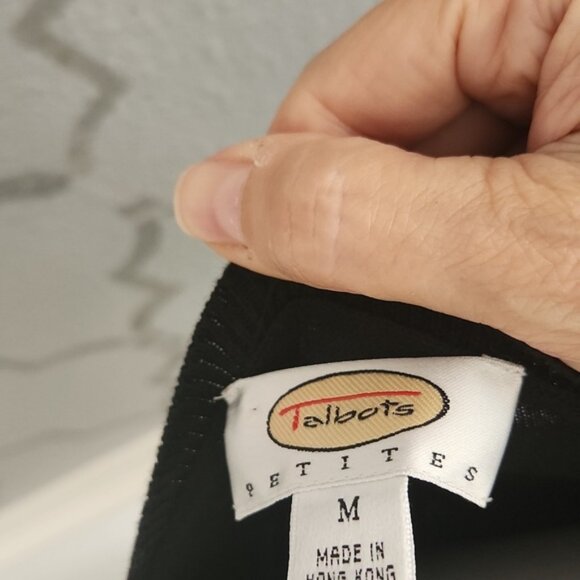 Talbots
PETITES
M
MADE IN
HONG KONG